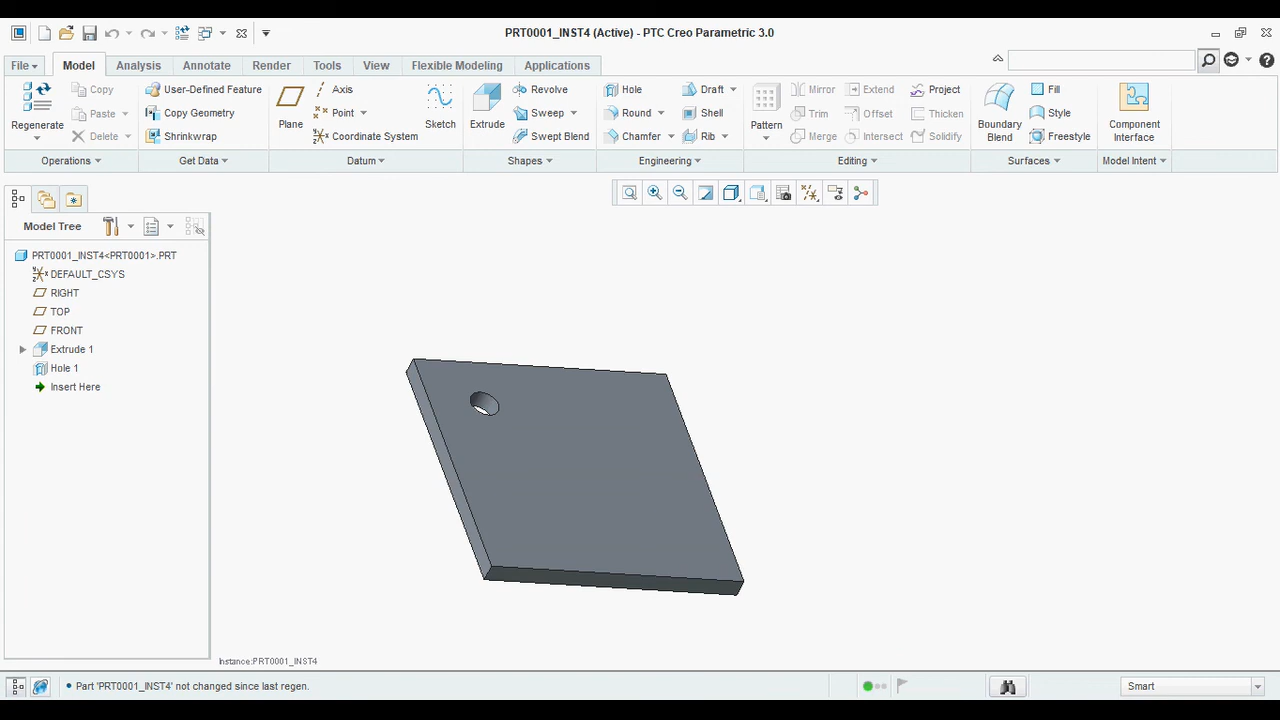 PRT0001_INST4 (Active) - PTC Creo Parametric 3.0
File Model Analysis Annotate Render Tools View Flexible Modeling Applications
Regenerate
Copy
Paste
Delete
Operations
User-Defined Feature
Copy Geometry
Shrinkwrap
Get Data
Plane
Axis
Point
Coordinate System
Sketch
Datum
Extrude
Revolve
Sweep
Swept Blend
Shapes
Hole
Round
Chamfer
Draft
Shell
Rib
Engineering
Pattern
Mirror
Trim
Merge
Extend
Offset
Intersect
Project
Thicken
Solidify
Editing
Boundary
Blend
Fill
Style
Freestyle
Surfaces
Component
Interface
Model Intent
Model Tree
PRT0001_INST4<PRT0001>.PRT
DEFAULT_CSYS
RIGHT
TOP
FRONT
Extrude 1
Hole 1
Insert Here
Instance:PRT0001_INST4
Part 'PRT0001_INST4' not changed since last regen.
Smart